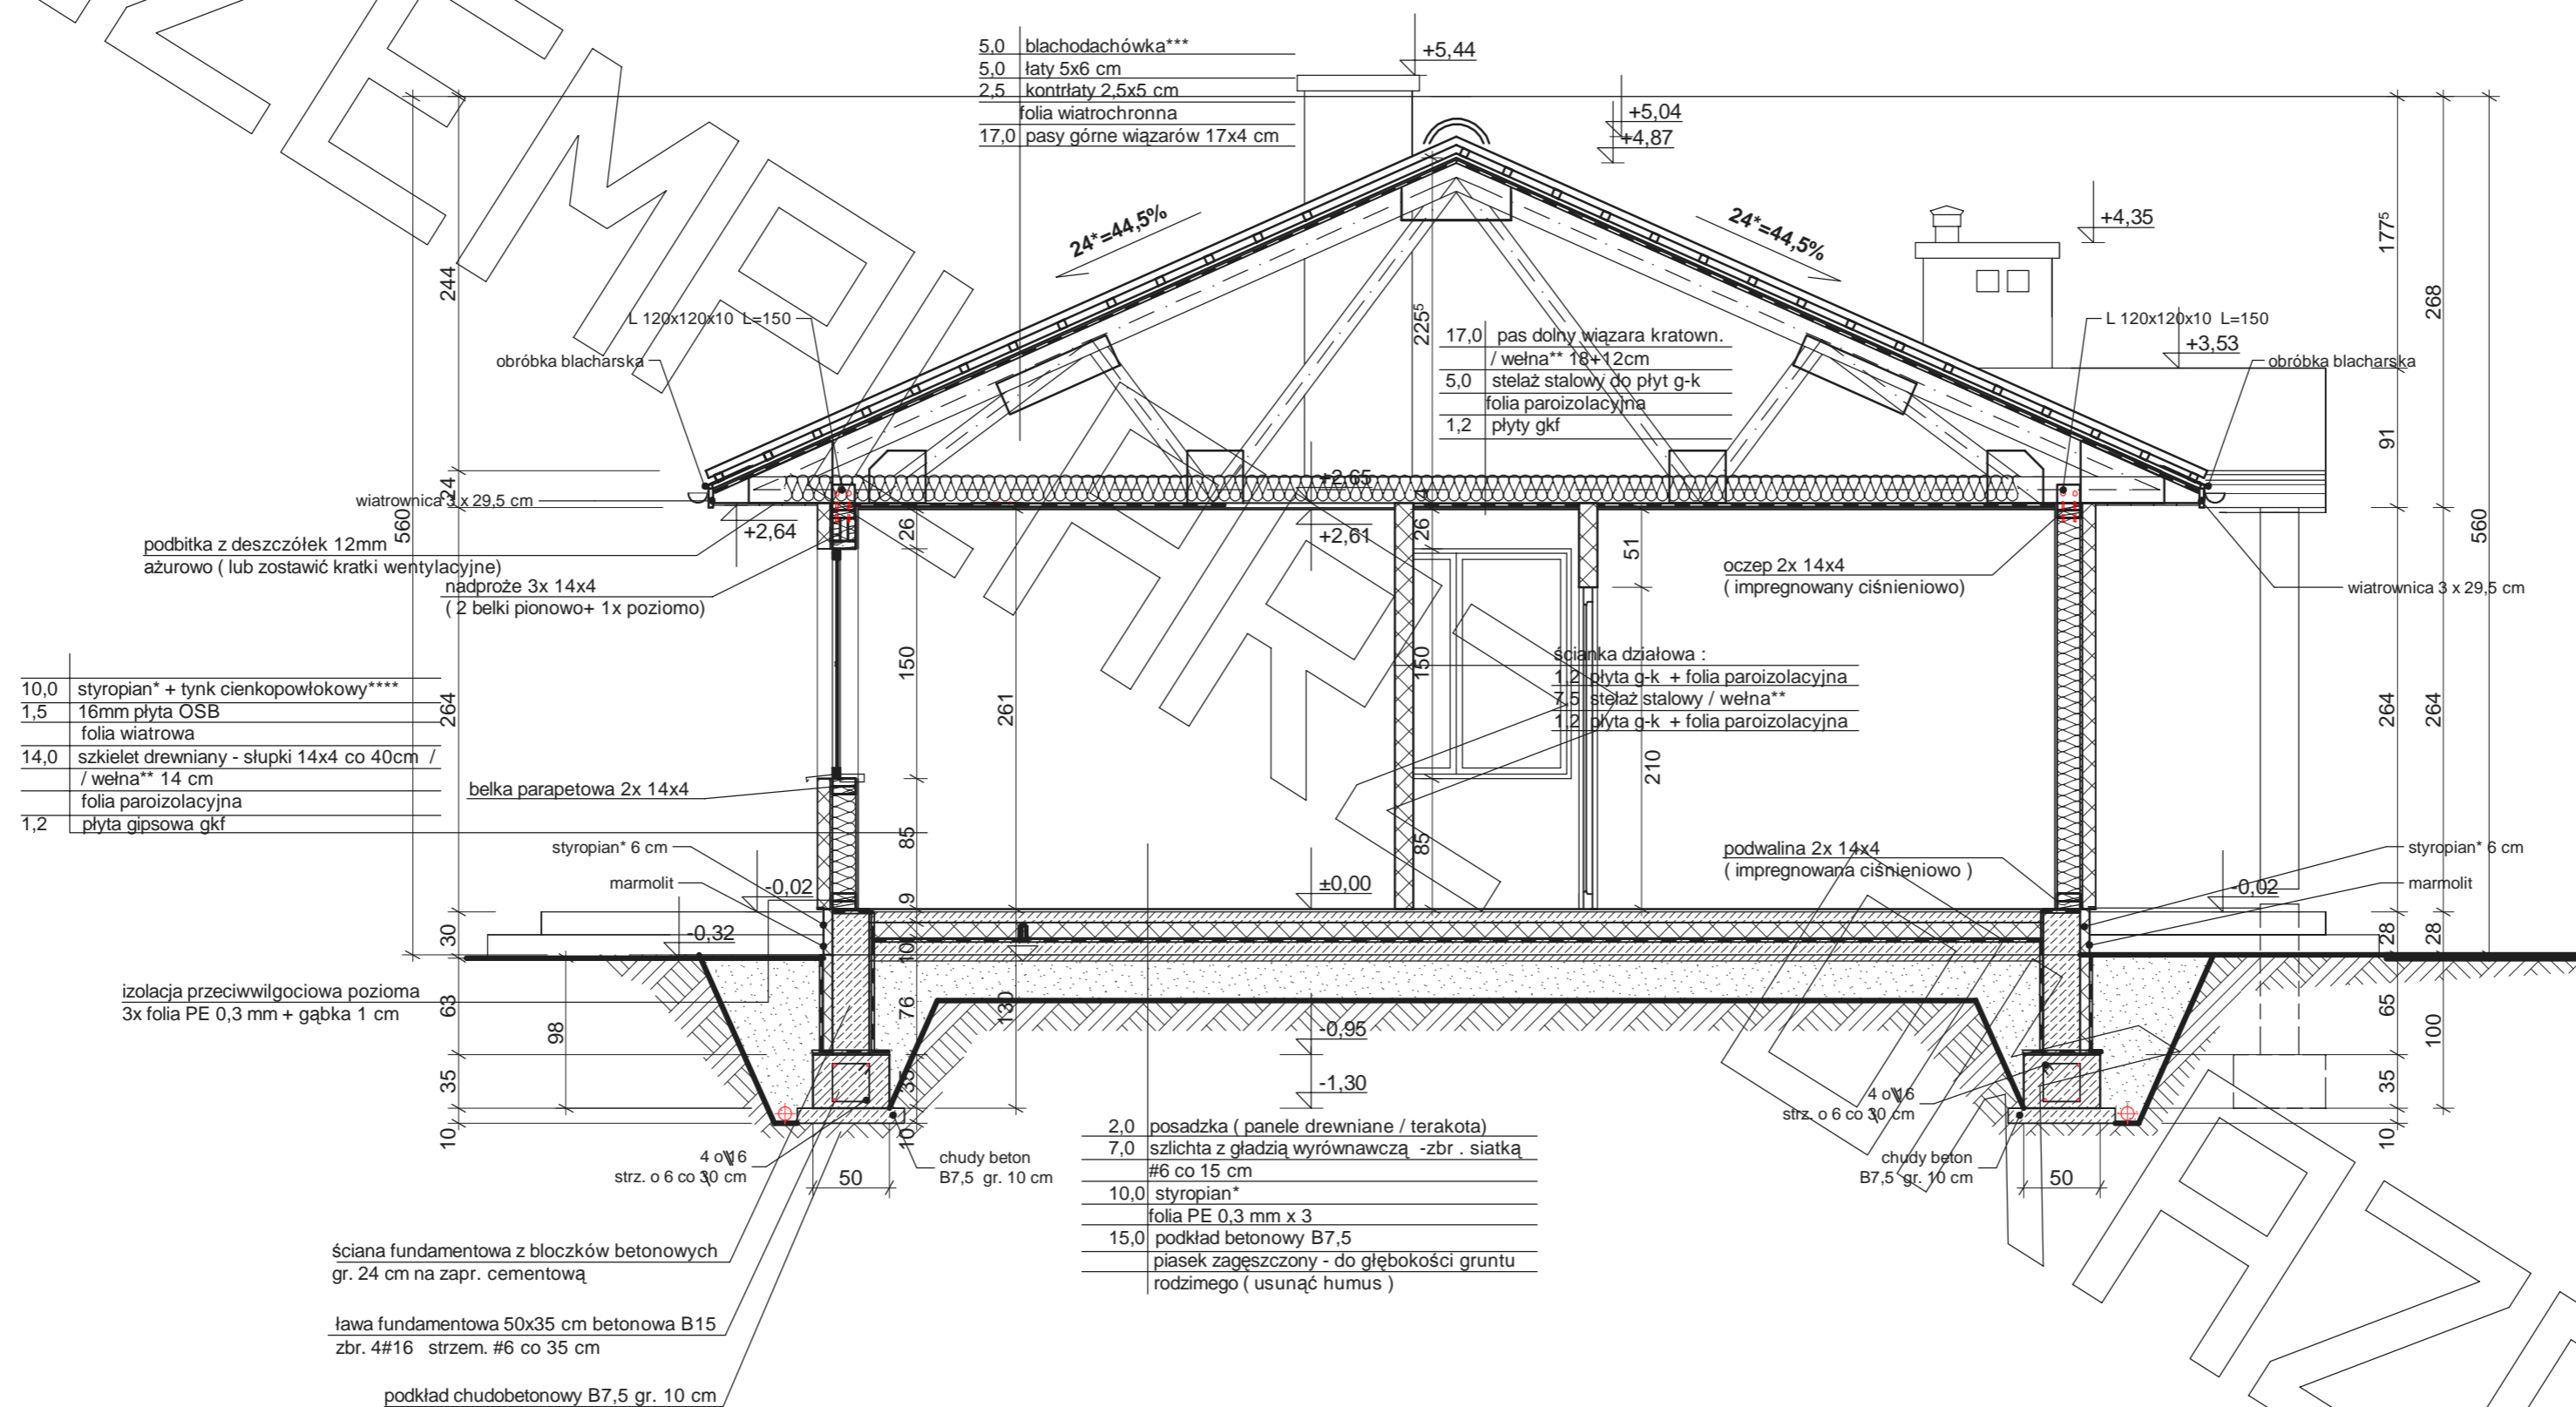 5,0 blachodachówka***
5,0 łaty 5x6 cm
2,5 kontrłaty 2,5x5 cm
folia wiatrochronna
17,0 pasy górne wiązarów 17x4 cm
+5,44
+5,04
+4,87
+4,35
+3,53
24*=44,5%
24*=44,5%
L 120x120x10 L=150
obróbka blacharska
wiatrownica 3 x 29,5 cm
+2,64
podbitka z deszczółek 12mm
ażurowo ( lub zostawić kratki wentylacyjne)
nadproże 3x 14x4
( 2 belki pionowo+ 1x poziomo)
17,0 pas dolny wiązara kratown.
/ wełna** 18+12cm
5,0 stelaż stalowy do płyt g-k
folia paroizolacyjna
1,2 płyty gkf
L 120x120x10 L=150
obróbka blacharska
wiatrownica 3 x 29,5 cm
+2,65
+2,61
oczep 2x 14x4
( impregnowany ciśnieniowo)
ścianka działowa :
1,2 płyta g-k + folia paroizolacyjna
7,5 stelaż stalowy / wełna**
1,2 płyta g-k + folia paroizolacyjna
10,0 styropian* + tynk cienkopowłokowy****
1,5 16mm płyta OSB
folia wiatrowa
14,0 szkielet drewniany - słupki 14x4 co 40cm /
/ wełna** 14 cm
folia paroizolacyjna
1,2 płyta gipsowa gkf
belka parapetowa 2x 14x4
styropian* 6 cm
marmolit
-0,02
-0,32
±0,00
podwalina 2x 14x4
( impregnowana ciśnieniowo )
styropian* 6 cm
marmolit
-0,02
izolacja przeciwwilgociowa pozioma
3x folia PE 0,3 mm + gąbka 1 cm
-0,95
-1,30
4 o 16
strz. o 6 co 30 cm
chudy beton
B7,5 gr. 10 cm
50
4 o 16
strz. o 6 co 30 cm
chudy beton
B7,5 gr. 10 cm
50
2,0 posadzka ( panele drewniane / terakota)
7,0 szlichta z gładzią wyrównawczą -zbr . siatką
#6 co 15 cm
10,0 styropian*
folia PE 0,3 mm x 3
15,0 podkład betonowy B7,5
piasek zagęszczony - do głębokości gruntu
rodzimego ( usunąć humus )
ściana fundamentowa z bloczków betonowych
gr. 24 cm na zapr. cementową
ława fundamentowa 50x35 cm betonowa B15
zbr. 4#16 strzem. #6 co 35 cm
podkład chudobetonowy B7,5 gr. 10 cm
560
244
24
264
30
63
35
10
98
26
150
85
9
10
76
35
10
261
130
225⁵
26
150
85
51
210
177⁵
91
264
28
65
35
10
268
264
28
100
560